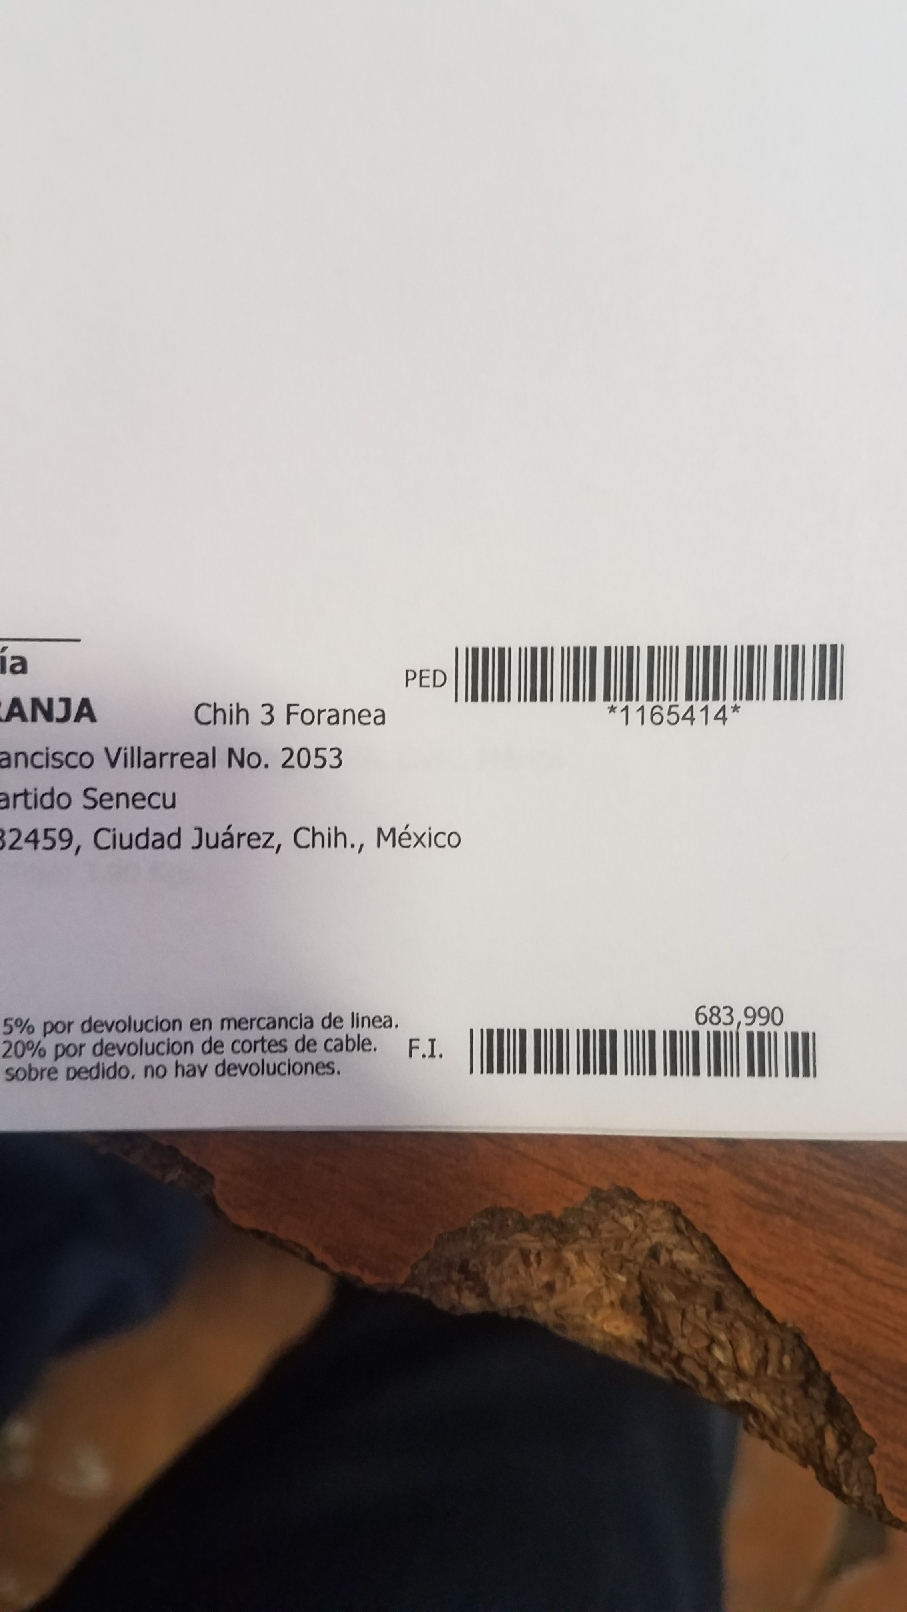 ía
PED
RANJA Chih 3 Foranea *1165414*
ancisco Villarreal No. 2053
artido Senecu
32459, Ciudad Juárez, Chih., México
683,990
5% por devolucion en mercancia de linea.
20% por devolucion de cortes de cable. F.I.
sobre pedido, no hay devoluciones.